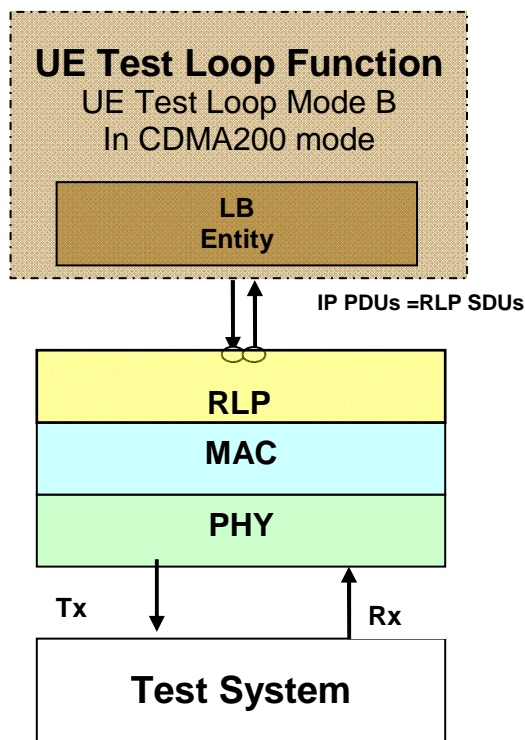 UE Test Loop Function
UE Test Loop Mode B
In CDMA200 mode
LB
Entity
IP PDUs =RLP SDUs
RLP
MAC
PHY
Tx
Rx
Test System